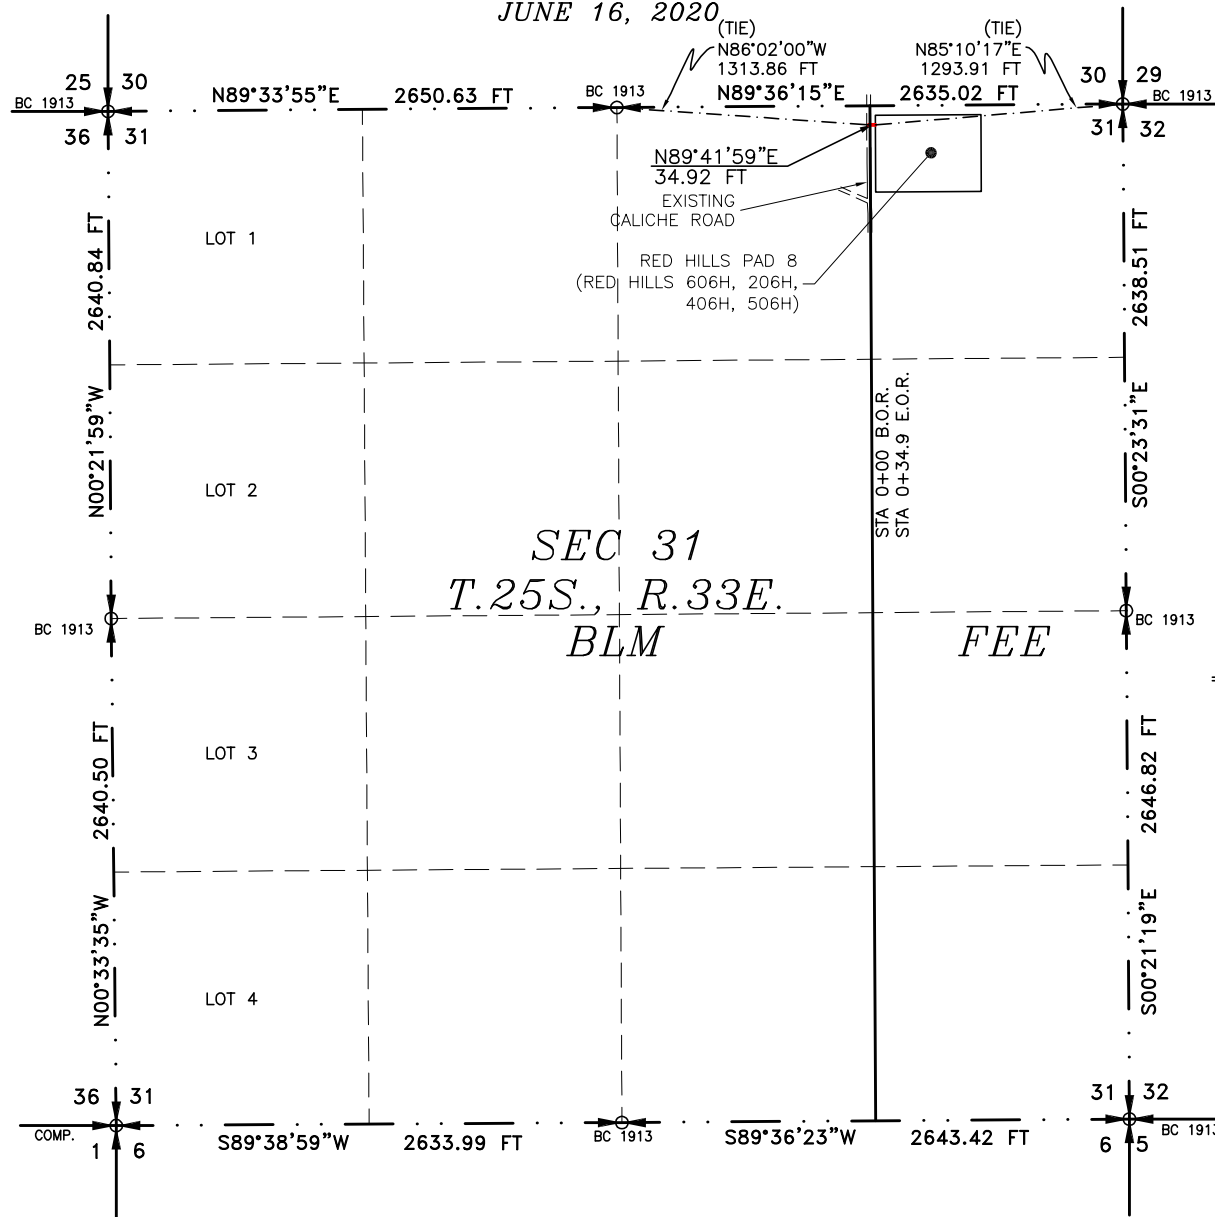 JUNE 16, 2020
(TIE)
N86°02'00"W
1313.86 FT
(TIE)
N85°10'17"E
1293.91 FT
25 30
36 31
BC 1913
N89°33'55"E 2650.63 FT
BC 1913
N89°36'15"E 2635.02 FT
30 29
31 32
BC 1913
N89°41'59"E
34.92 FT
EXISTING
CALICHE ROAD
RED HILLS PAD 8
(RED HILLS 606H, 206H,
406H, 506H)
LOT 1
2640.84 FT
N00°21'59"W
2638.51 FT
S00°23'31"E
STA 0+00 B.O.R.
STA 0+34.9 E.O.R.
LOT 2
SEC 31
T.25S., R.33E.
BLM
FEE
BC 1913
BC 1913
LOT 3
2640.50 FT
N00°33'35"W
2646.82 FT
S00°21'19"E
LOT 4
36 31
1 6
COMP.
S89°38'59"W 2633.99 FT
BC 1913
S89°36'23"W 2643.42 FT
31 32
6 5
BC 1913